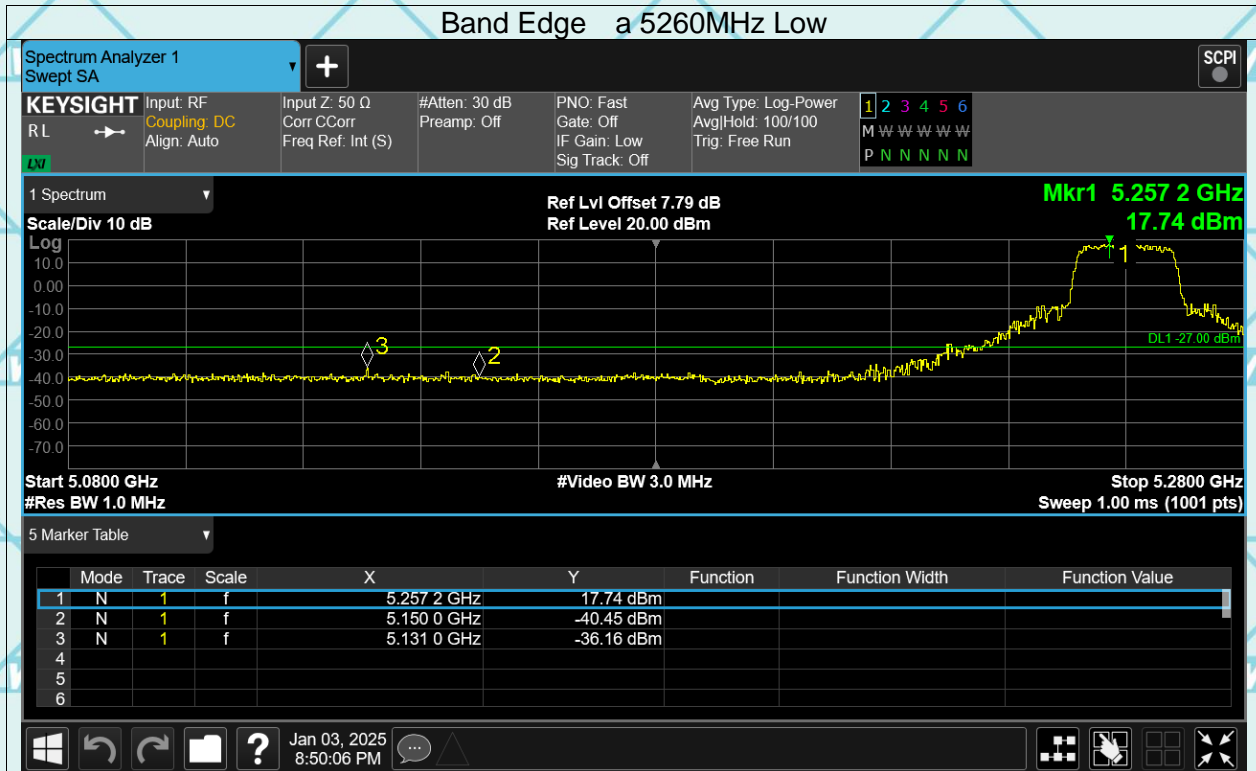 Band Edge a 5260MHz Low
Spectrum Analyzer 1
Swept SA
SCPI
KEYSIGHT
R L
LXI
Input: RF
Coupling: DC
Align: Auto
Input Z: 50 Ω
Corr CCorr
Freq Ref: Int (S)
#Atten: 30 dB
Preamp: Off
PNO: Fast
Gate: Off
IF Gain: Low
Sig Track: Off
Avg Type: Log-Power
Avg|Hold: 100/100
Trig: Free Run
1 2 3 4 5 6
M W W W W W
P N N N N N
1 Spectrum
Scale/Div 10 dB
Ref Lvl Offset 7.79 dB
Ref Level 20.00 dBm
Mkr1 5.257 2 GHz
17.74 dBm
Log
10.0
0.00
-10.0
-20.0
-30.0
-40.0
-50.0
-60.0
-70.0
1
2
3
DL1 -27.00 dBm
Start 5.0800 GHz
#Video BW 3.0 MHz
Stop 5.2800 GHz
#Res BW 1.0 MHz
Sweep 1.00 ms (1001 pts)
5 Marker Table
Mode Trace Scale X Y Function Function Width Function Value
1 N 1 f 5.257 2 GHz 17.74 dBm
2 N 1 f 5.150 0 GHz -40.45 dBm
3 N 1 f 5.131 0 GHz -36.16 dBm
4
5
6
?
Jan 03, 2025
8:50:06 PM